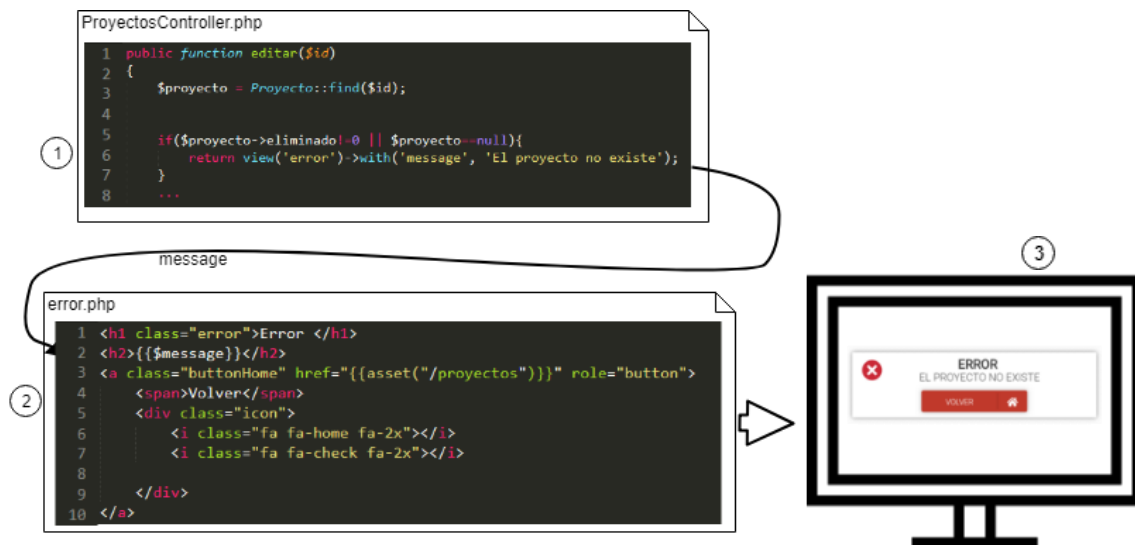 ProyectosController.php
1 public function editar($id)
2 {
3 $proyecto = Proyecto::find($id);
4
5 if($proyecto->eliminado!=0 || $proyecto==null){
6 return view('error')->with('message', 'El proyecto no existe');
7 }
8 ...
1
message
error.php
1 <h1 class="error">Error </h1>
2 <h2>{{$message}}</h2>
3 <a class="buttonHome" href="{{asset("/proyectos")}}" role="button">
4 <span>Volver</span>
5 <div class="icon">
6 <i class="fa fa-home fa-2x"></i>
7 <i class="fa fa-check fa-2x"></i>
8
9 </div>
10 </a>
2
3
ERROR
EL PROYECTO NO EXISTE
VOLVER